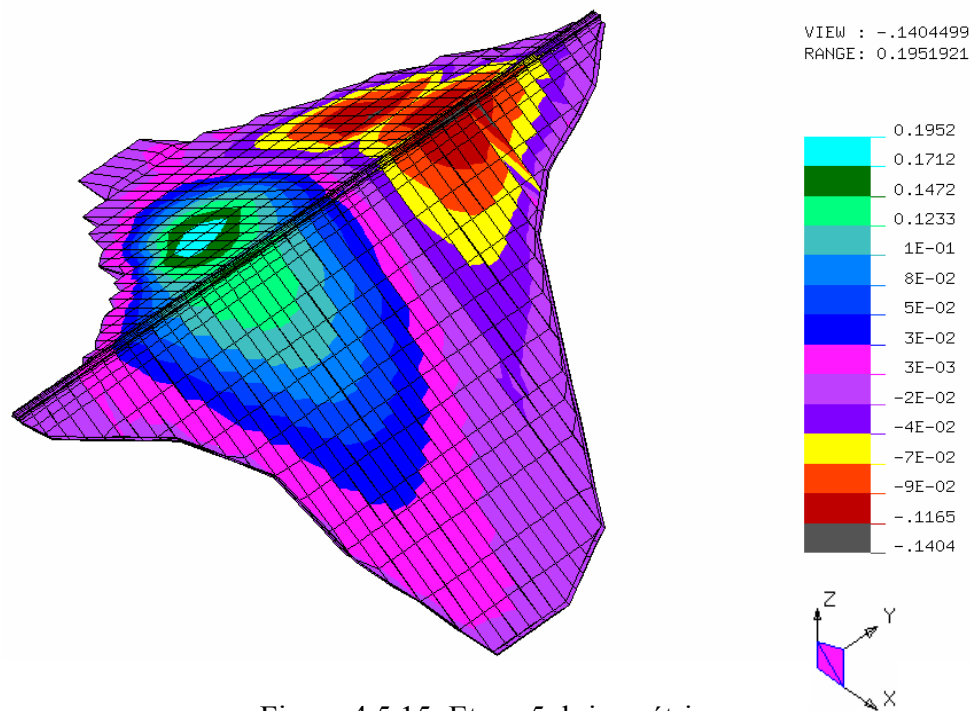 VIEW : -.1404499
RANGE: 0.1951921
0.1952
0.1712
0.1472
0.1233
1E-01
8E-02
5E-02
3E-02
3E-03
-2E-02
-4E-02
-7E-02
-9E-02
-.1165
-.1404
Z
Y
X